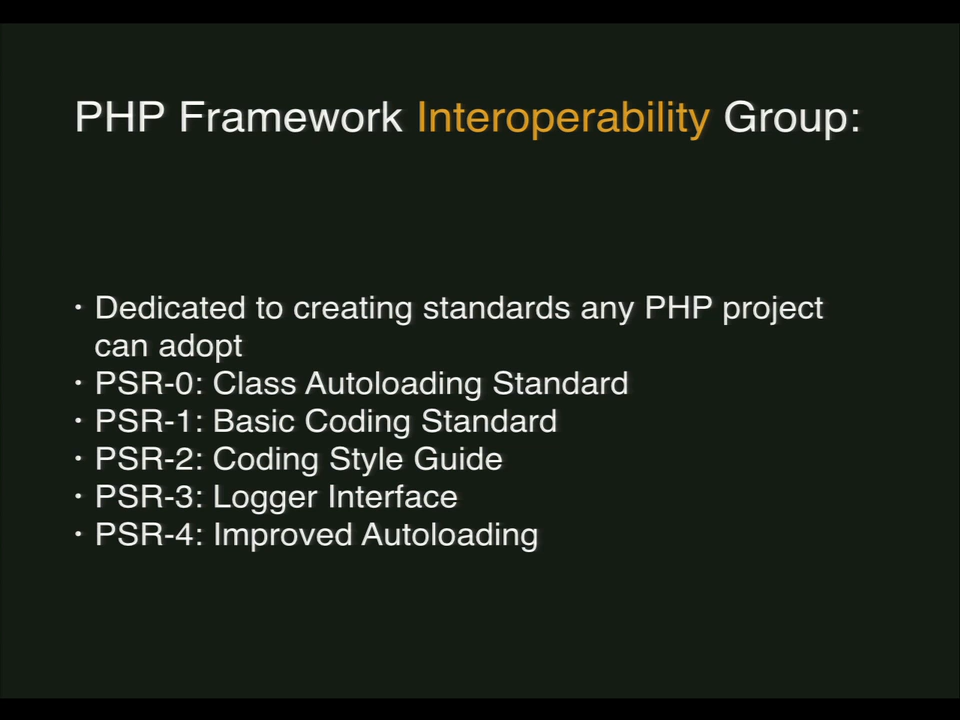 PHP Framework Interoperability Group:
• Dedicated to creating standards any PHP project
can adopt
• PSR-0: Class Autoloading Standard
• PSR-1: Basic Coding Standard
• PSR-2: Coding Style Guide
• PSR-3: Logger Interface
• PSR-4: Improved Autoloading